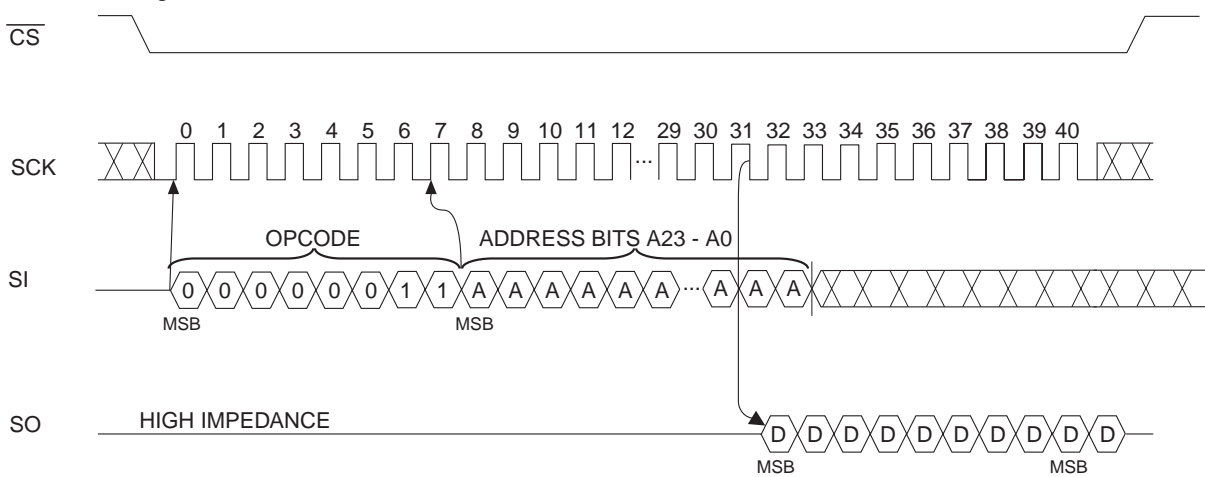 CS
0 1 2 3 4 5 6 7 8 9 10 11 12 29 30 31 32 33 34 35 36 37 38 39 40
SCK ...
OPCODE ADDRESS BITS A23 - A0
SI 0 0 0 0 0 0 1 1 A A A A A A ... A A A
MSB MSB
SO HIGH IMPEDANCE D D D D D D D D D D
MSB MSB